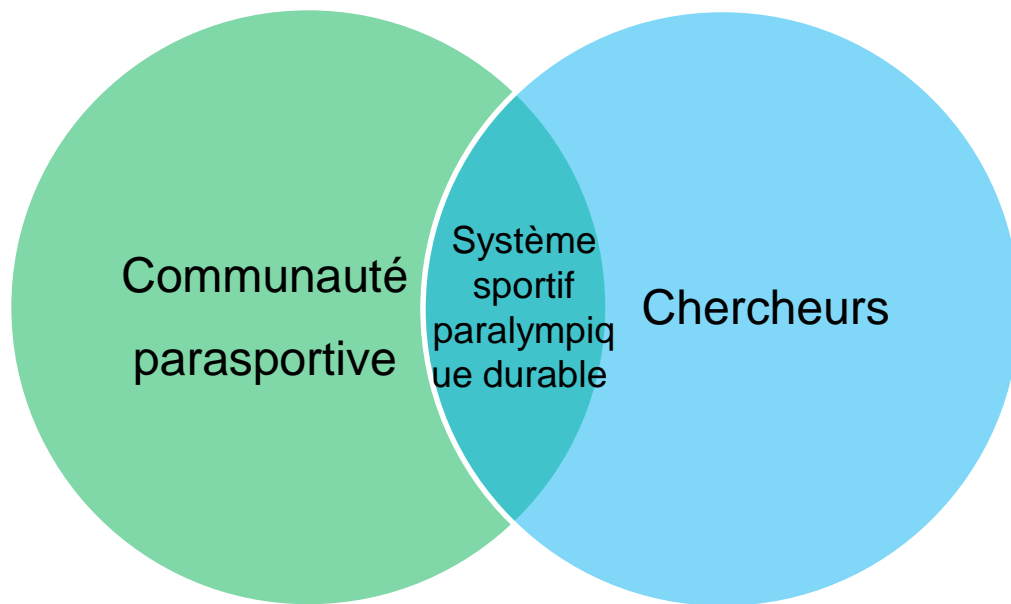 Communauté
parasportive
Système
sportif
paralympiq
ue durable
Chercheurs